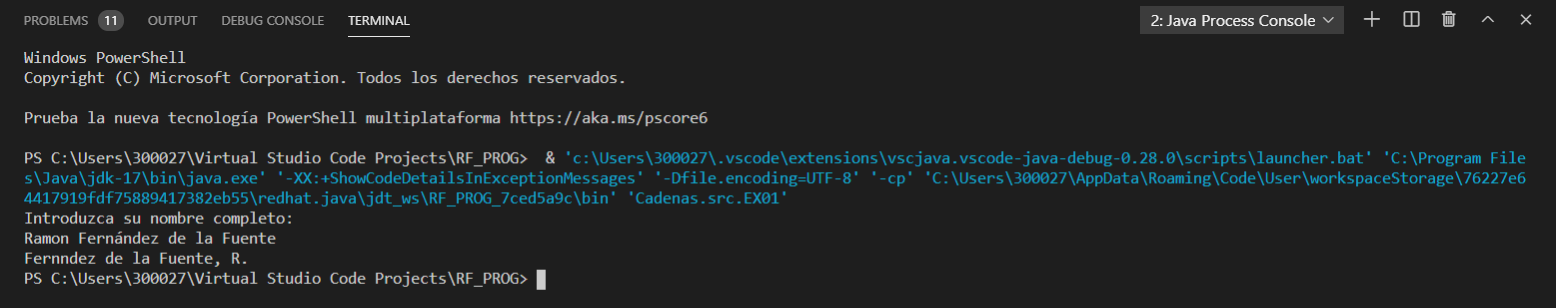 PROBLEMS 11 OUTPUT DEBUG CONSOLE TERMINAL 2: Java Process Console
Windows PowerShell
Copyright (C) Microsoft Corporation. Todos los derechos reservados.
Prueba la nueva tecnología PowerShell multiplataforma https://aka.ms/pscore6
PS C:\Users\300027\Virtual Studio Code Projects\RF_PROG>  & 'c:\Users\300027\.vscode\extensions\vscjava.vscode-java-debug-0.28.0\scripts\launcher.bat' 'C:\Program File
s\Java\jdk-17\bin\java.exe' '-XX:+ShowCodeDetailsInExceptionMessages' '-Dfile.encoding=UTF-8' '-cp' 'C:\Users\300027\AppData\Roaming\Code\User\workspaceStorage\76227e6
4417919fdf75889417382eb55\redhat.java\jdt_ws\RF_PROG_7ced5a9c\bin' 'Cadenas.src.EX01'
Introduzca su nombre completo:
Ramon Fernández de la Fuente
Fernndez de la Fuente, R.
PS C:\Users\300027\Virtual Studio Code Projects\RF_PROG>